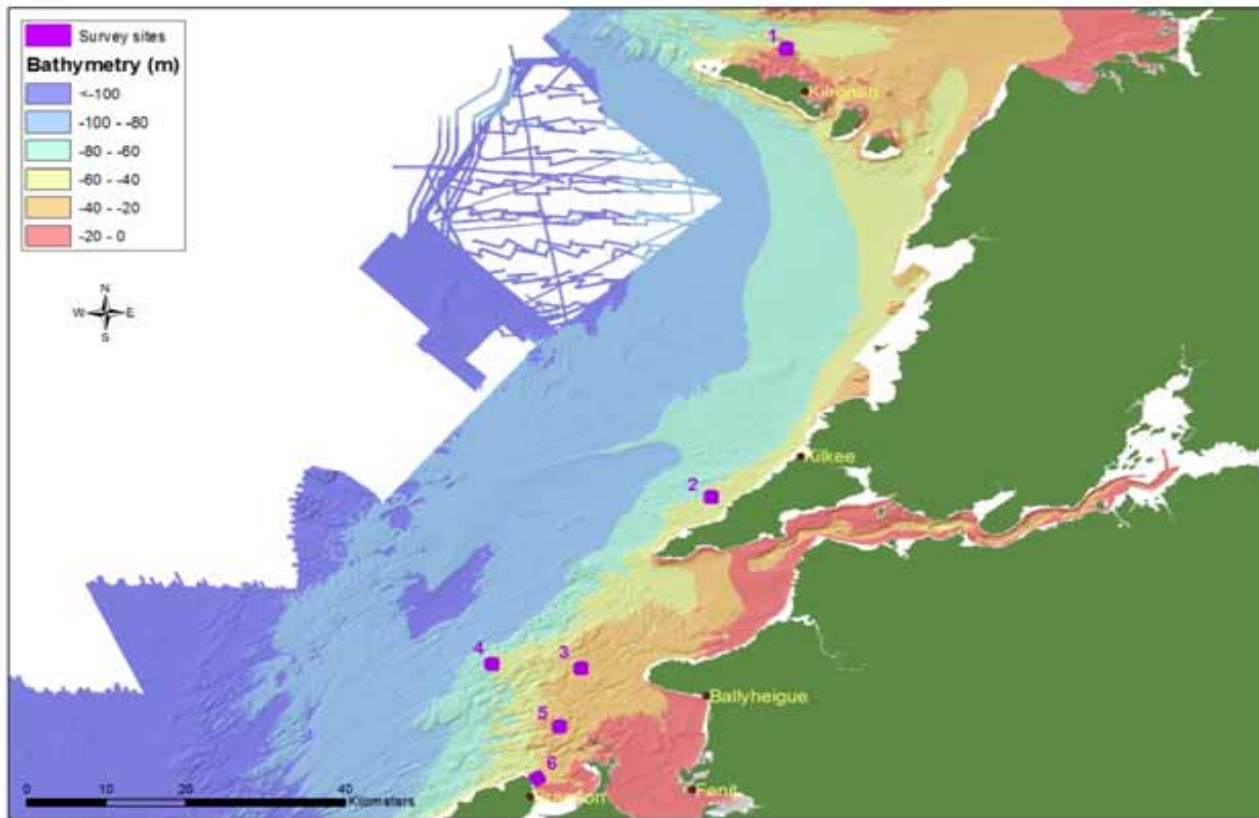 Survey sites
Bathymetry (m)
<-100
-100 - -80
-80 - -60
-60 - -40
-40 - -20
-20 - 0
N
W E
S
1
Kilronan
Kilkee
2
4
3
Ballyheigue
5
6
Fenit
0 10 20 40
Kilometers